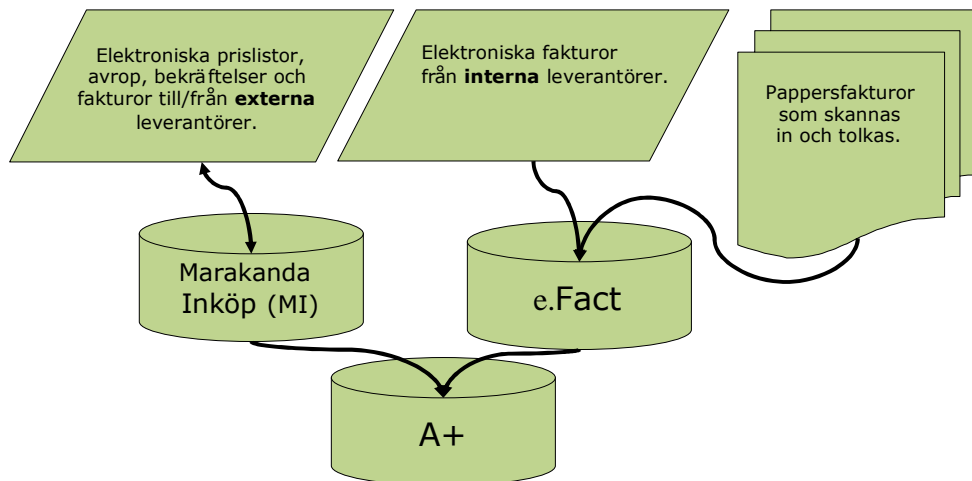 Elektroniska prislistor,
avrop, bekräftelser och
fakturor till/från externa
leverantörer.
Elektroniska fakturor
från interna leverantörer.
Pappersfakturor
som skannas
in och tolkas.
Marakanda
Inköp (MI)
e.Fact
A+